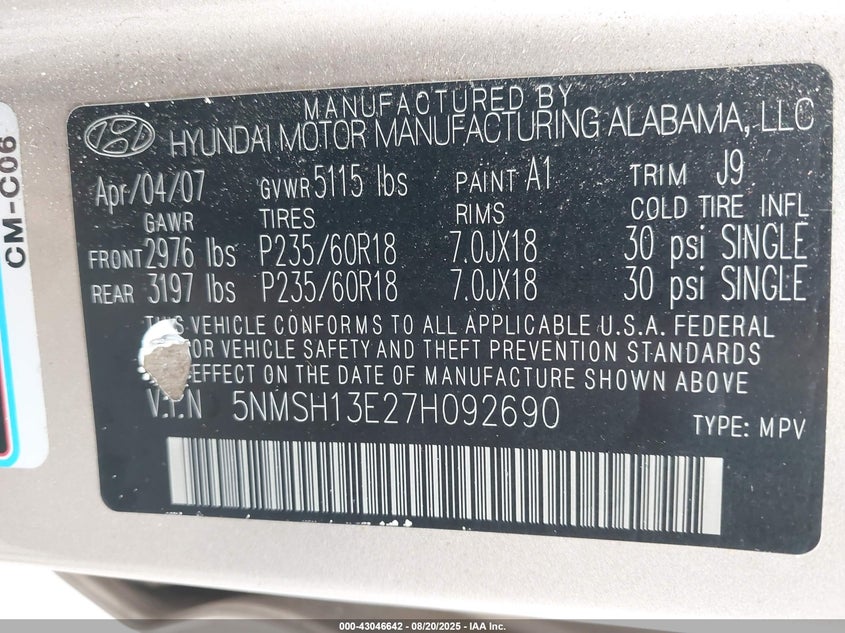 MANUFACTURED BY
HYUNDAI MOTOR MANUFACTURING ALABAMA, LLC
Apr/04/07 GVWR 5115 lbs PAINT A1 TRIM J9
GAWR TIRES RIMS COLD TIRE INFL
FRONT 2976 lbs P235/60R18 7.0JX18 30 psi SINGLE
REAR 3197 lbs P235/60R18 7.0JX18 30 psi SINGLE
THIS VEHICLE CONFORMS TO ALL APPLICABLE U.S.A. FEDERAL
VEHICLE SAFETY AND THEFT PREVENTION STANDARDS
EFFECT ON THE DATE OF MANUFACTURE SHOWN ABOVE
V.I.N 5NMSH13E27H092690
TYPE: MPV
CM-C06
000-43046642 | 08/20/2025 - IAA Inc.